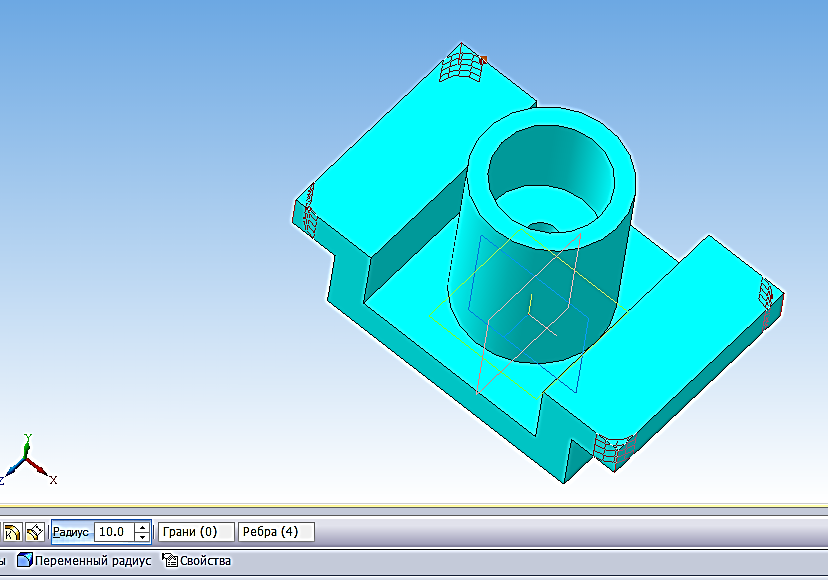 Y
Z
X
Радиус 10.0 Грани (0) Ребра (4)
ы Переменный радиус Свойства